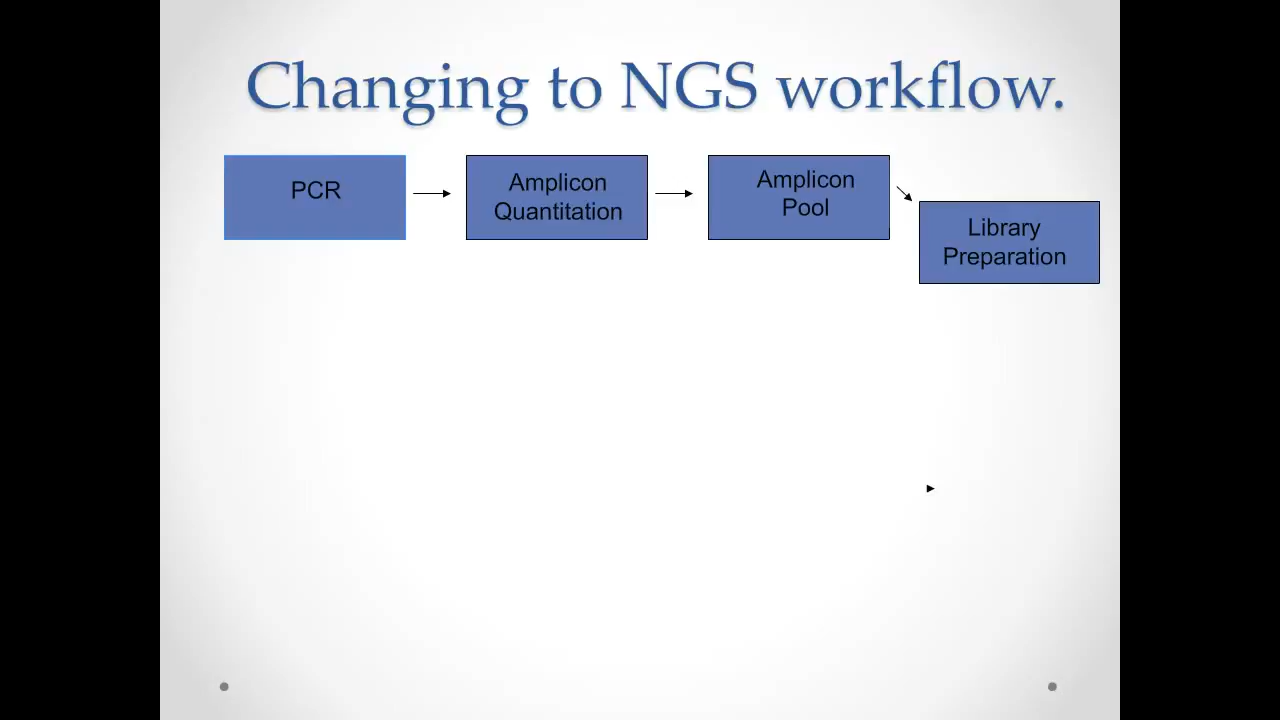 Changing to NGS workflow.
PCR
Amplicon
Quantitation
Amplicon
Pool
Library
Preparation